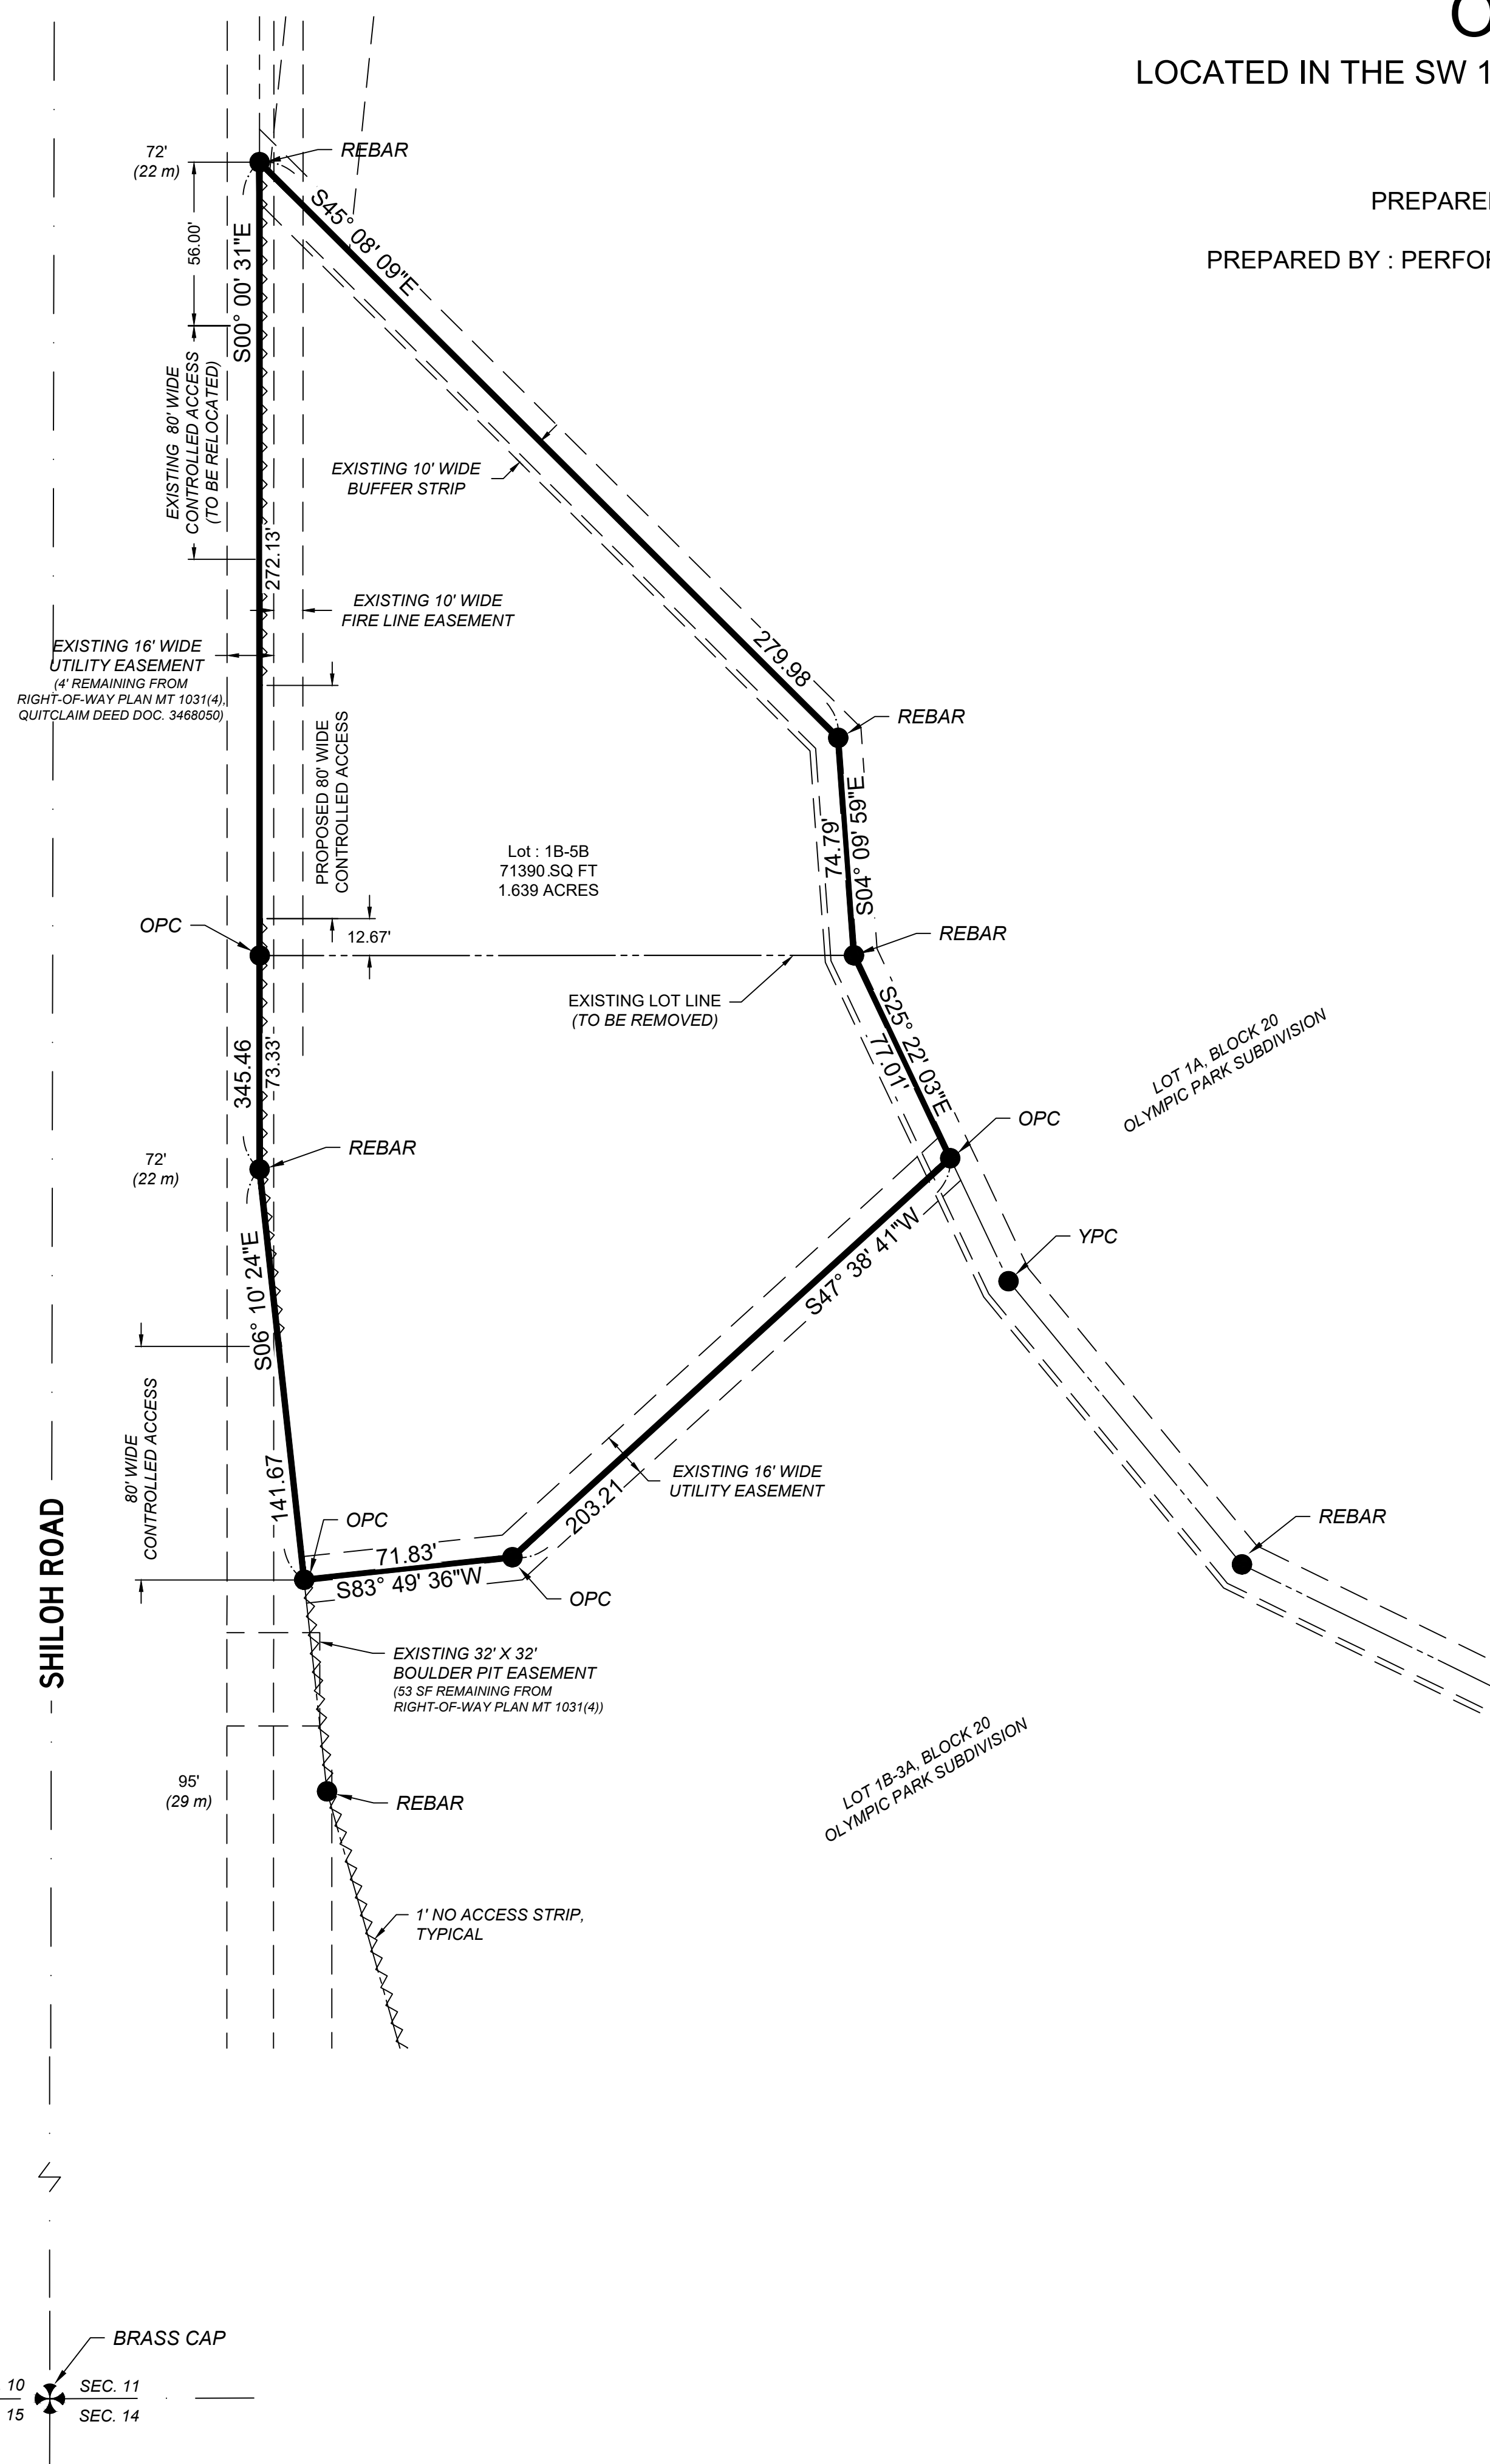 O
LOCATED IN THE SW 1
PREPARE
PREPARED BY : PERFO
72'
(22 m)
REBAR
S45° 08' 09"E
56.00'
S00° 00' 31"E
EXISTING 80' WIDE
CONTROLLED ACCESS
(TO BE RELOCATED)
EXISTING 10' WIDE
BUFFER STRIP
272.13'
EXISTING 10' WIDE
FIRE LINE EASEMENT
EXISTING 16' WIDE
UTILITY EASEMENT
(4' REMAINING FROM
RIGHT-OF-WAY PLAN MT 1031(4),
QUITCLAIM DEED DOC. 3468050)
279.98
REBAR
PROPOSED 80' WIDE
CONTROLLED ACCESS
74.79'
S04° 09' 59"E
Lot : 1B-5B
71390 SQ FT
1.639 ACRES
OPC
12.67'
REBAR
EXISTING LOT LINE
(TO BE REMOVED)
S25° 22' 03"E
77.01'
345.46
73.33'
LOT 1A, BLOCK 20
OLYMPIC PARK SUBDIVISION
OPC
72'
(22 m)
REBAR
S06° 10' 24"E
S47° 38' 41"W
YPC
80' WIDE
CONTROLLED ACCESS
141.67
EXISTING 16' WIDE
UTILITY EASEMENT
203.21
OPC
71.83'
S83° 49' 36"W
OPC
REBAR
SHILOH ROAD
EXISTING 32' X 32'
BOULDER PIT EASEMENT
(53 SF REMAINING FROM
RIGHT-OF-WAY PLAN MT 1031(4))
LOT 1B-3A, BLOCK 20
OLYMPIC PARK SUBDIVISION
95'
(29 m)
REBAR
1' NO ACCESS STRIP,
TYPICAL
BRASS CAP
10
SEC. 11
15
SEC. 14